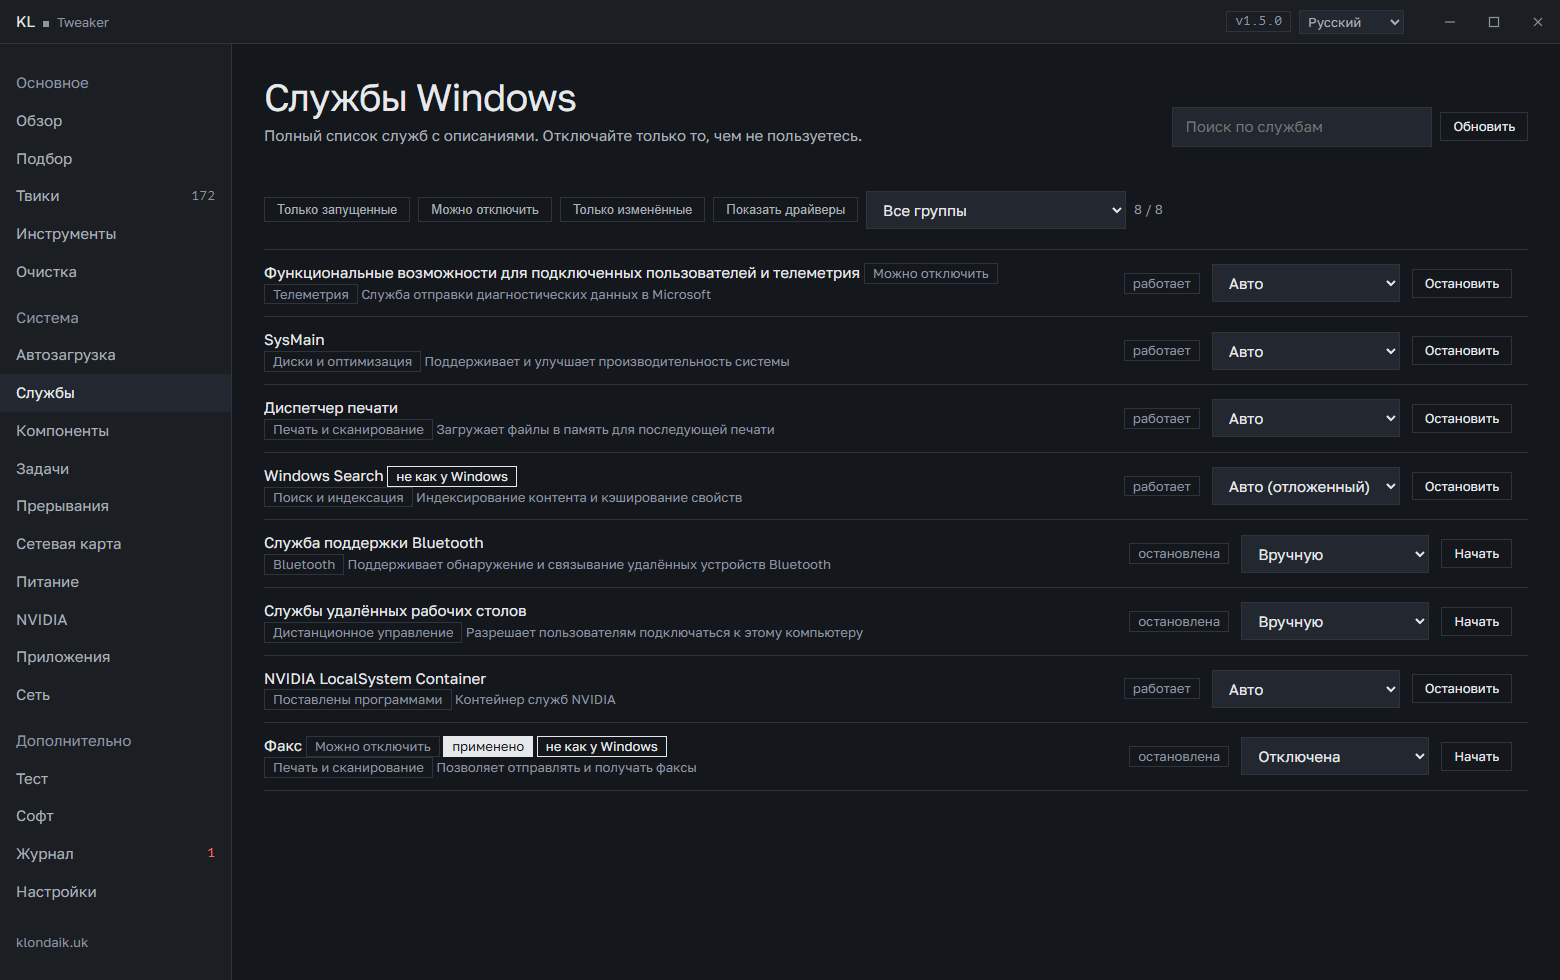 KL Tweaker
v1.5.0 Русский
Основное
Обзор
Подбор
Твики 172
Инструменты
Очистка
Система
Автозагрузка
Службы
Компоненты
Задачи
Прерывания
Сетевая карта
Питание
NVIDIA
Приложения
Сеть
Дополнительно
Тест
Софт
Журнал 1
Настройки
klondaik.uk
Службы Windows
Полный список служб с описаниями. Отключайте только то, чем не пользуетесь.
Поиск по службам Обновить
Только запущенные Можно отключить Только изменённые Показать драйверы Все группы 8 / 8
Функциональные возможности для подключенных пользователей и телеметрия Можно отключить
Телеметрия Служба отправки диагностических данных в Microsoft
работает Авто Остановить
SysMain
Диски и оптимизация Поддерживает и улучшает производительность системы
работает Авто Остановить
Диспетчер печати
Печать и сканирование Загружает файлы в память для последующей печати
работает Авто Остановить
Windows Search не как у Windows
Поиск и индексация Индексирование контента и кэширование свойств
работает Авто (отложенный) Остановить
Служба поддержки Bluetooth
Bluetooth Поддерживает обнаружение и связывание удалённых устройств Bluetooth
остановлена Вручную Начать
Службы удалённых рабочих столов
Дистанционное управление Разрешает пользователям подключаться к этому компьютеру
остановлена Вручную Начать
NVIDIA LocalSystem Container
Поставлены программами Контейнер служб NVIDIA
работает Авто Остановить
Факс Можно отключить применено не как у Windows
Печать и сканирование Позволяет отправлять и получать факсы
остановлена Отключена Начать